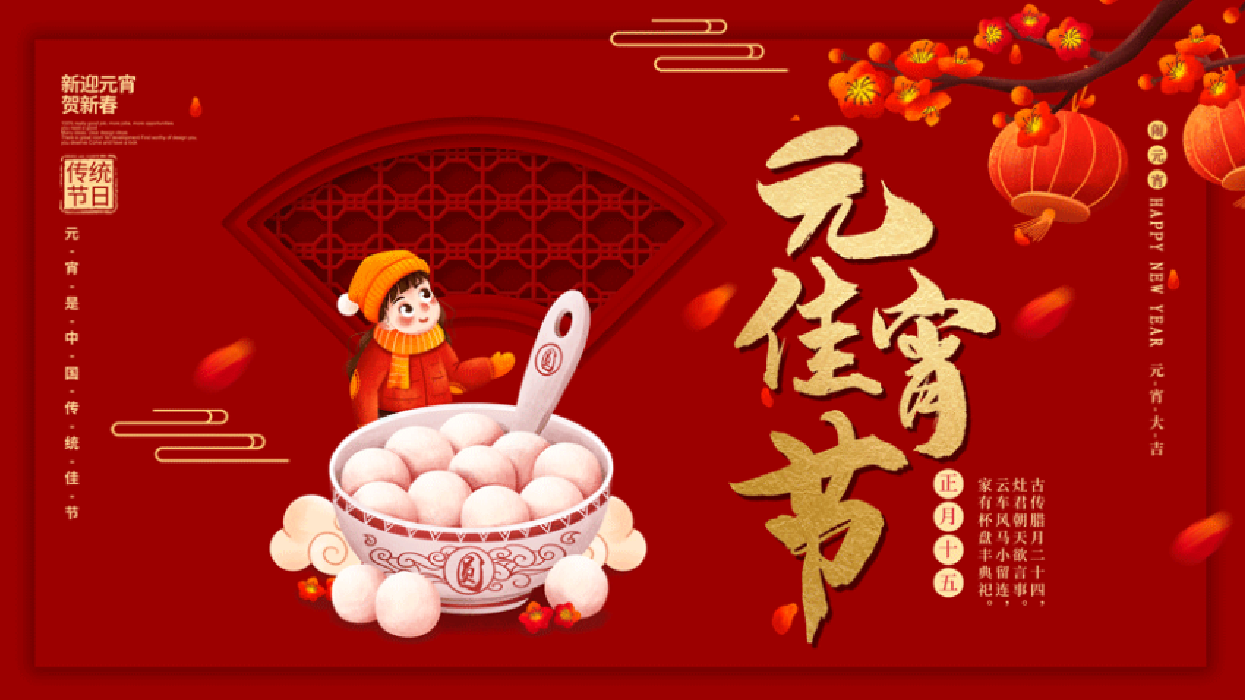 新迎元宵
贺新春
传统
节日
元·宵·是·中·国·传·统·佳·节
元宵佳节
正月十五
古传腊月二十四，
灶君朝天欲言事。
云车风马小留连，
家有杯盘丰典祀。
闹元宵 HAPPY NEW YEAR 元·宵·大·吉
圆
圆